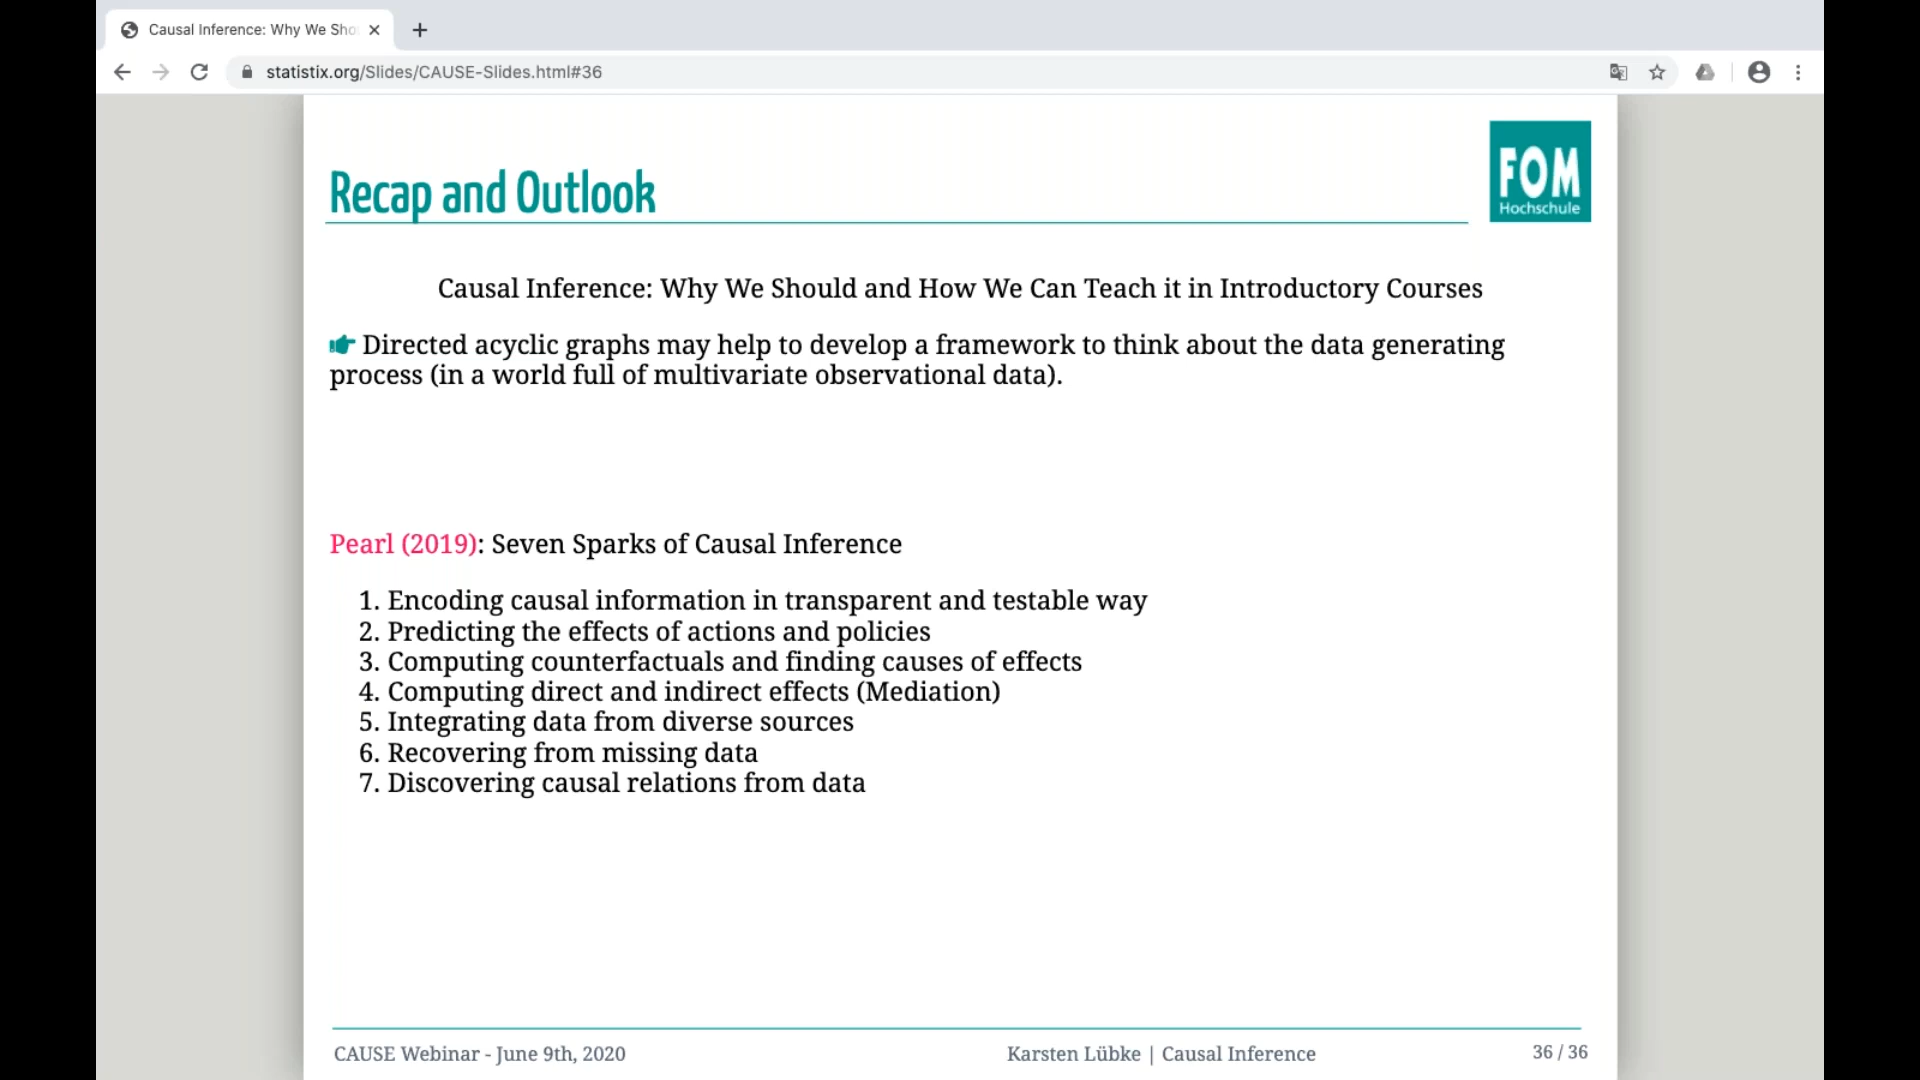 Causal Inference: Why We Sho
statistix.org/Slides/CAUSE-Slides.html#36
FOM
Hochschule
Recap and Outlook
Causal Inference: Why We Should and How We Can Teach it in Introductory Courses
Directed acyclic graphs may help to develop a framework to think about the data generating
process (in a world full of multivariate observational data).
Pearl (2019): Seven Sparks of Causal Inference
1. Encoding causal information in transparent and testable way
2. Predicting the effects of actions and policies
3. Computing counterfactuals and finding causes of effects
4. Computing direct and indirect effects (Mediation)
5. Integrating data from diverse sources
6. Recovering from missing data
7. Discovering causal relations from data
CAUSE Webinar - June 9th, 2020
Karsten Lübke | Causal Inference
36 / 36